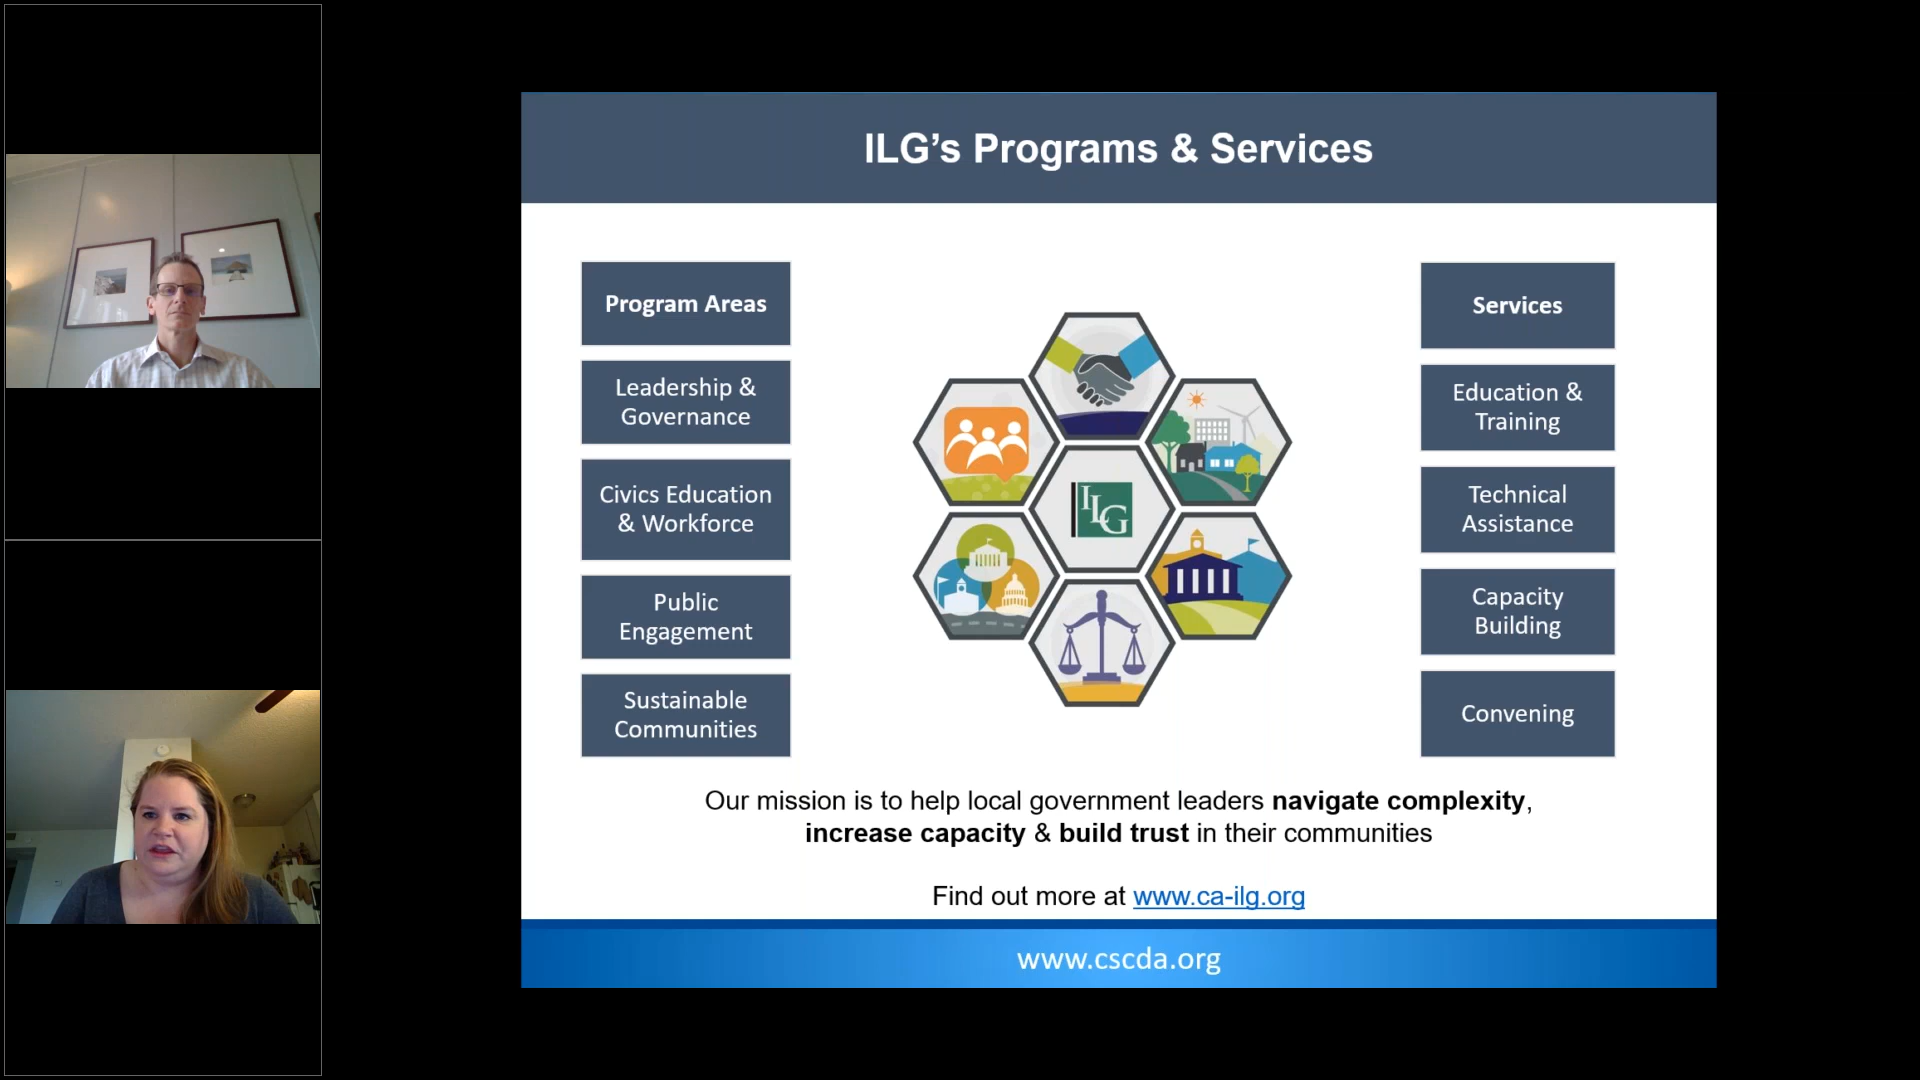 ILG’s Programs & Services
Program Areas
Leadership &
Governance
Civics Education
& Workforce
Public
Engagement
Sustainable
Communities
ILG
Services
Education &
Training
Technical
Assistance
Capacity
Building
Convening
Our mission is to help local government leaders navigate complexity,
increase capacity & build trust in their communities
Find out more at www.ca-ilg.org
www.cscda.org